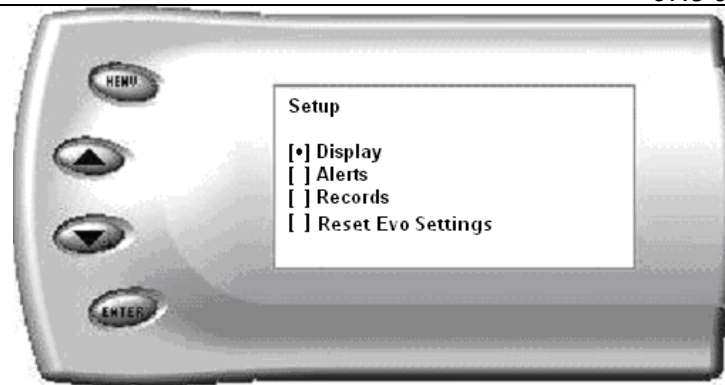 MENU
Setup
[•] Display
[ ] Alerts
[ ] Records
[ ] Reset Evo Settings
ENTER